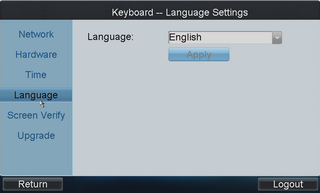 Keyboard -- Language Settings
Network
Hardware
Time
Language
Screen Verify
Upgrade
Language:
English
Apply
Return
Logout